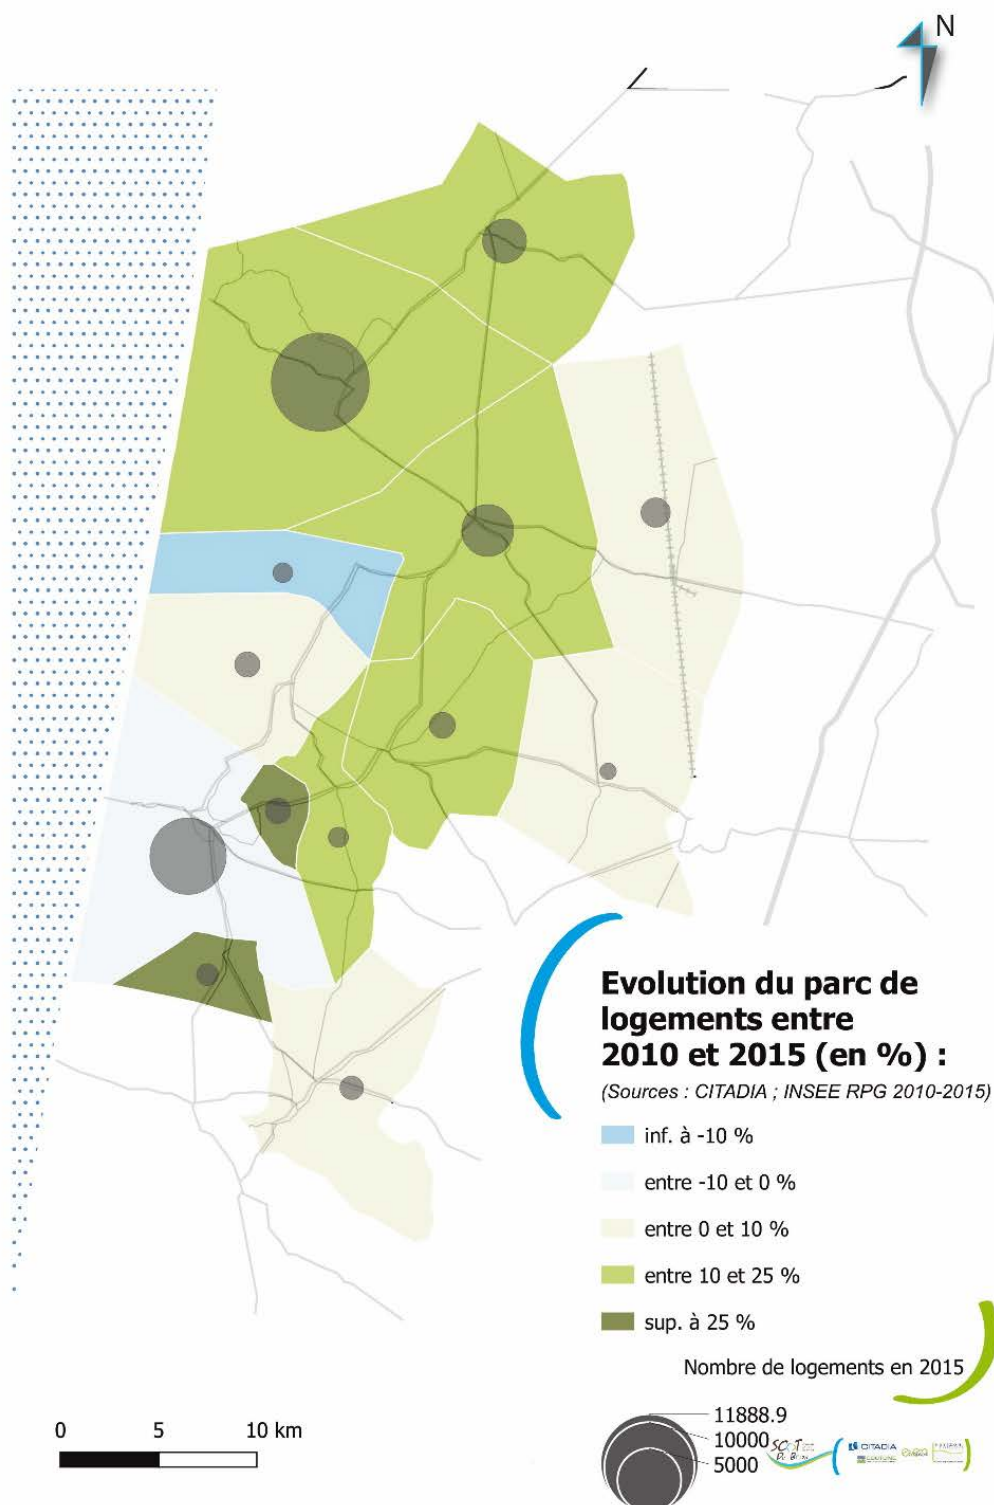 N
Evolution du parc de
logements entre
2010 et 2015 (en %) :
(Sources : CITADIA ; INSEE RPG 2010-2015)
inf. à -10 %
entre -10 et 0 %
entre 0 et 10 %
entre 10 et 25 %
sup. à 25 %
Nombre de logements en 2015
11888.9
10000
5000
0 5 10 km
SCOT
CITADIA